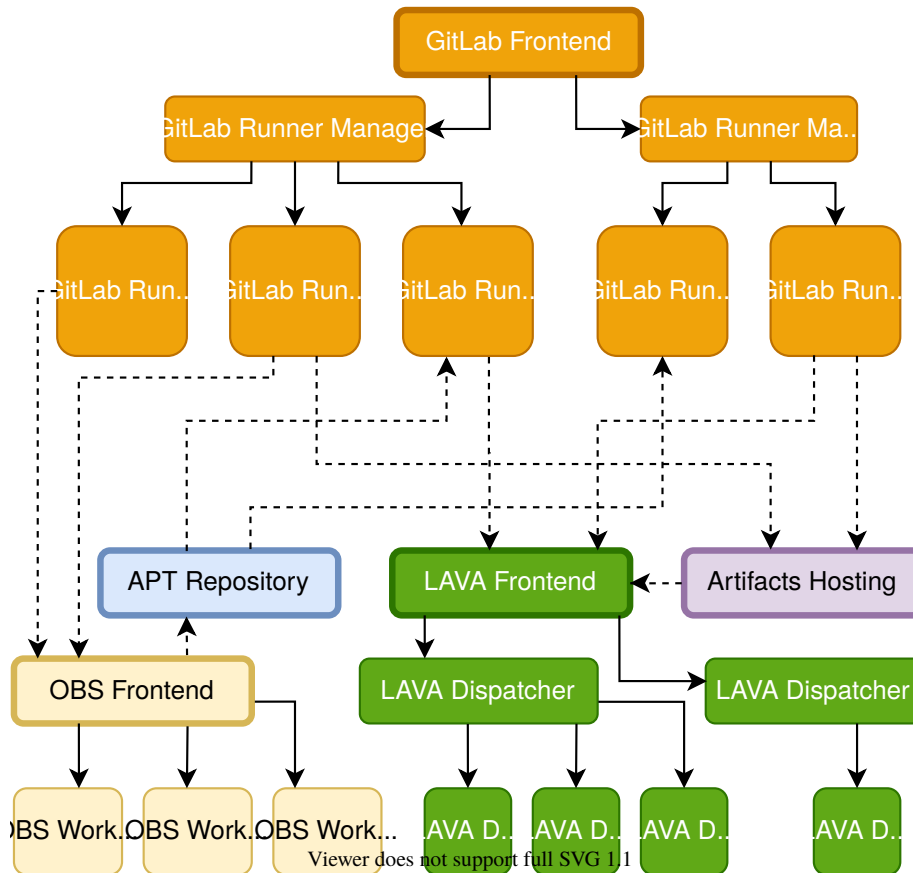 GitLab Frontend
GitLab Runner Manage
GitLab Runner Ma...
GitLab Run...
GitLab Run...
GitLab Run...
GitLab Run...
GitLab Run...
APT Repository
LAVA Frontend
Artifacts Hosting
OBS Frontend
LAVA Dispatcher
LAVA Dispatcher
OBS Work...
OBS Work...
OBS Work...
LAVA D...
LAVA D...
LAVA D...
LAVA D...
Viewer does not support full SVG 1.1